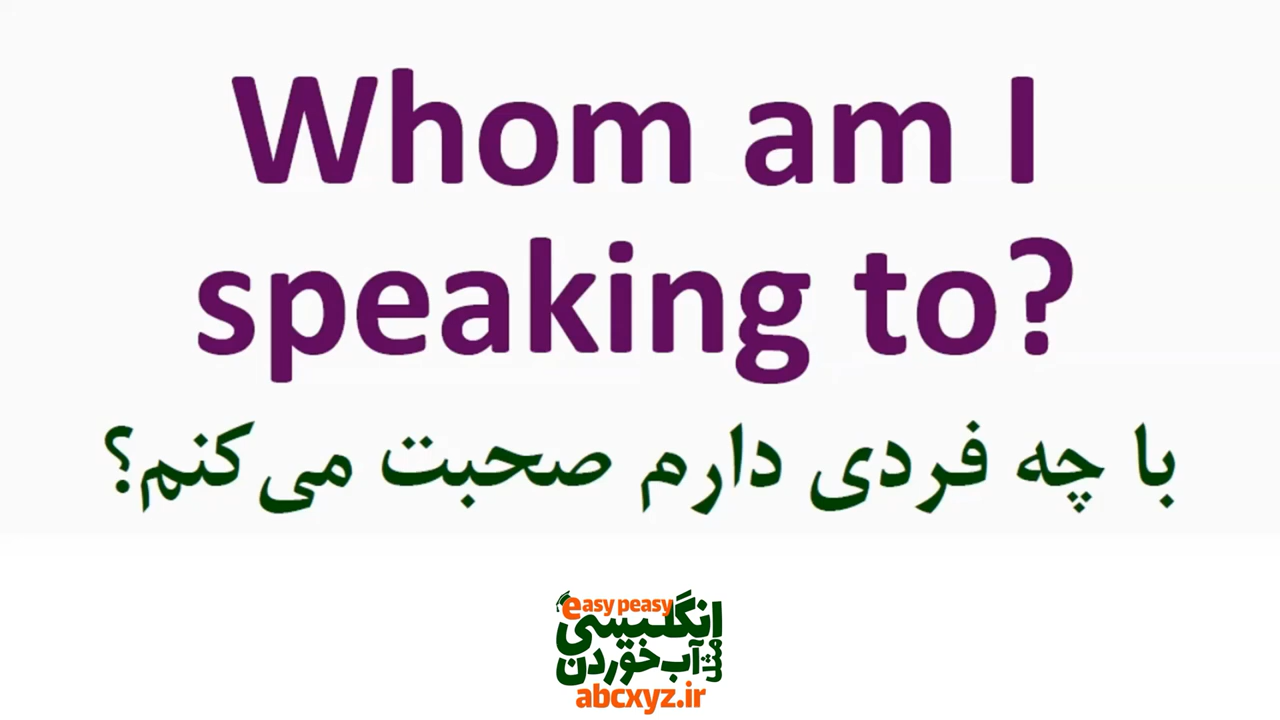 Whom am I
speaking to?
با چه فردی دارم صحبت می‌کنم؟
easy peasy
انگلیسی
مثل
آب خوردن
abcxyz.ir